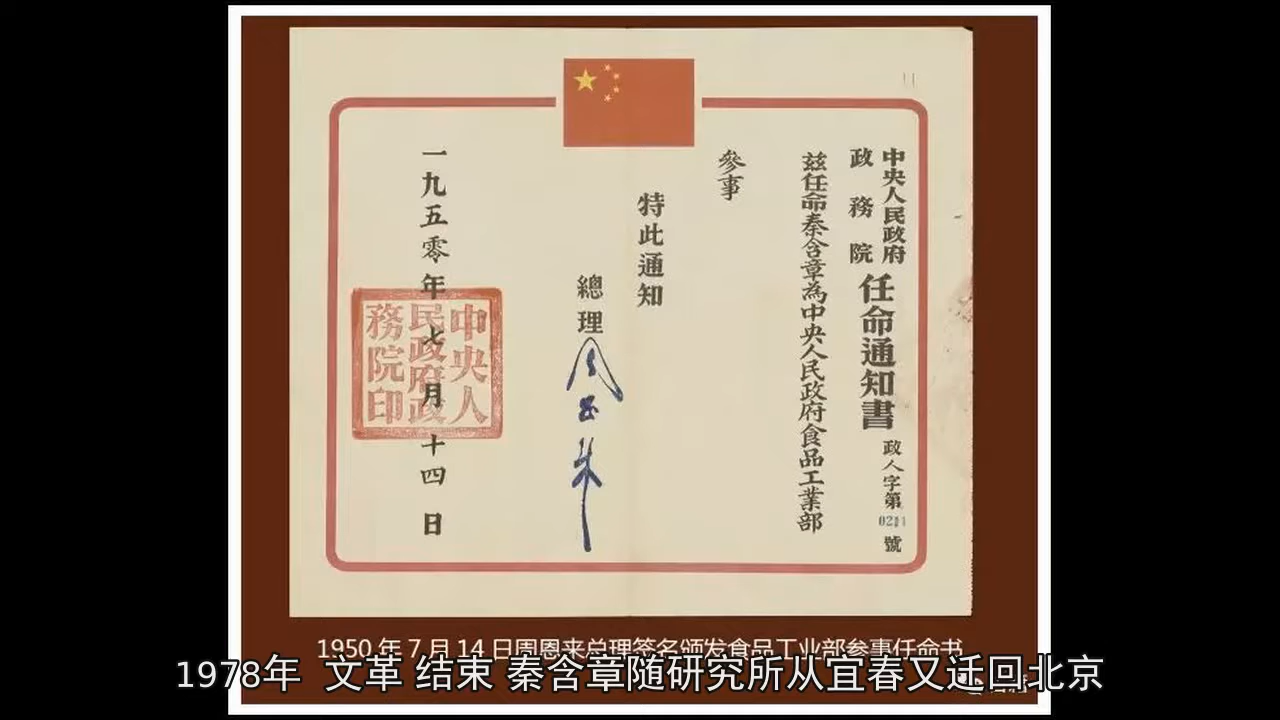 中央人民政府
政務院
任命通知書
政人字第
號
茲任命秦含章為中央人民政府食品工業部
參事
特此通知
總理
周恩来
一九五零年七月十四日
中央人民政府政務院印
1950年7月14日周恩来总理签名颁发食品工业部参事任命书
1978年 文革 结束 秦含章随研究所从宜春又迁回北京